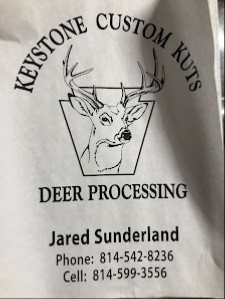 KEYSTONE CUSTOM KUTS
DEER PROCESSING
Jared Sunderland
Phone: 814-542-8236
Cell: 814-599-3556